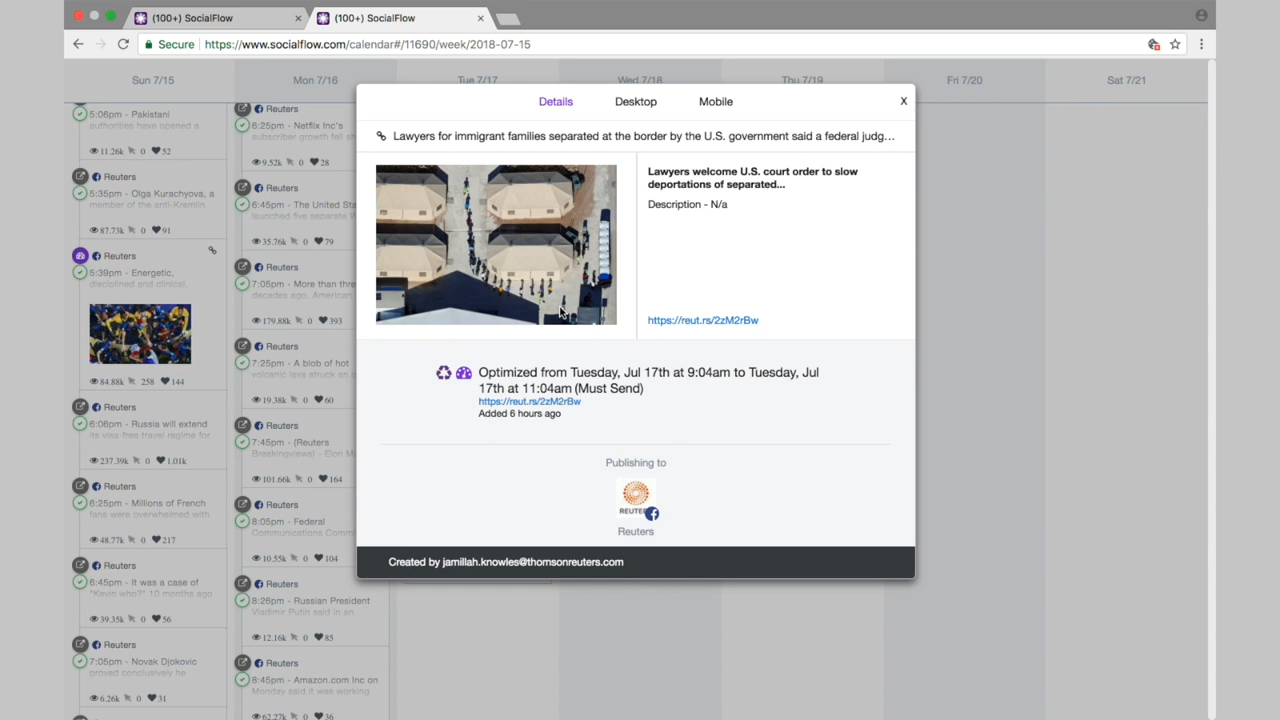 (100+) SocialFlow
(100+) SocialFlow
Secure
https://www.socialflow.com/calendar#/11690/week/2018-07-15
Sun 7/15
Mon 7/16
Tue 7/17
Wed 7/18
Thu 7/19
Fri 7/20
Sat 7/21
5:06pm - Pakistani
authorities have opened a
11.26k 0 52
Reuters
5:35pm - Olga Kurachyova, a
member of the anti-Kremlin
87.73k 0 91
Reuters
5:39pm - Energetic,
disciplined and clinical,
84.88k 258 144
Reuters
6:06pm - Russia will extend
its visa-free travel regime for
237.39k 0 1.01k
Reuters
6:25pm - Millions of French
fans were overwhelmed with
48.77k 0 217
Reuters
6:45pm - It was a case of
"Kevin who?" 10 months ago
39.35k 0 56
Reuters
7:05pm - Novak Djokovic
proved conclusively he
6.26k 0 31
Reuters
6:25pm - Netflix Inc's
subscriber growth fell
9.52k 0 28
Reuters
6:45pm - The United Sta
launched five separate
35.76k 0 79
Reuters
7:05pm - More than thre
decades ago, American
179.88k 0 393
Reuters
7:25pm - A blob of hot
volcanic lava struck an
19.38k 0 60
Reuters
7:45pm - (Reuters
Breakingviews) - Elon M
101.66k 0 164
Reuters
8:05pm - Federal
Communications Commi
10.55k 0 104
Reuters
8:26pm - Russian President
Vladimir Putin said in an
12.16k 0 85
Reuters
8:45pm - Amazon.com Inc on
Monday said it was working
62.27k 0 36
Details
Desktop
Mobile
X
Lawyers for immigrant families separated at the border by the U.S. government said a federal judg...
Lawyers welcome U.S. court order to slow
deportations of separated...
Description - N/a
https://reut.rs/2zM2rBw
Optimized from Tuesday, Jul 17th at 9:04am to Tuesday, Jul
17th at 11:04am (Must Send)
https://reut.rs/2zM2rBw
Added 6 hours ago
Publishing to
REUTERS
Reuters
Created by jamillah.knowles@thomsonreuters.com